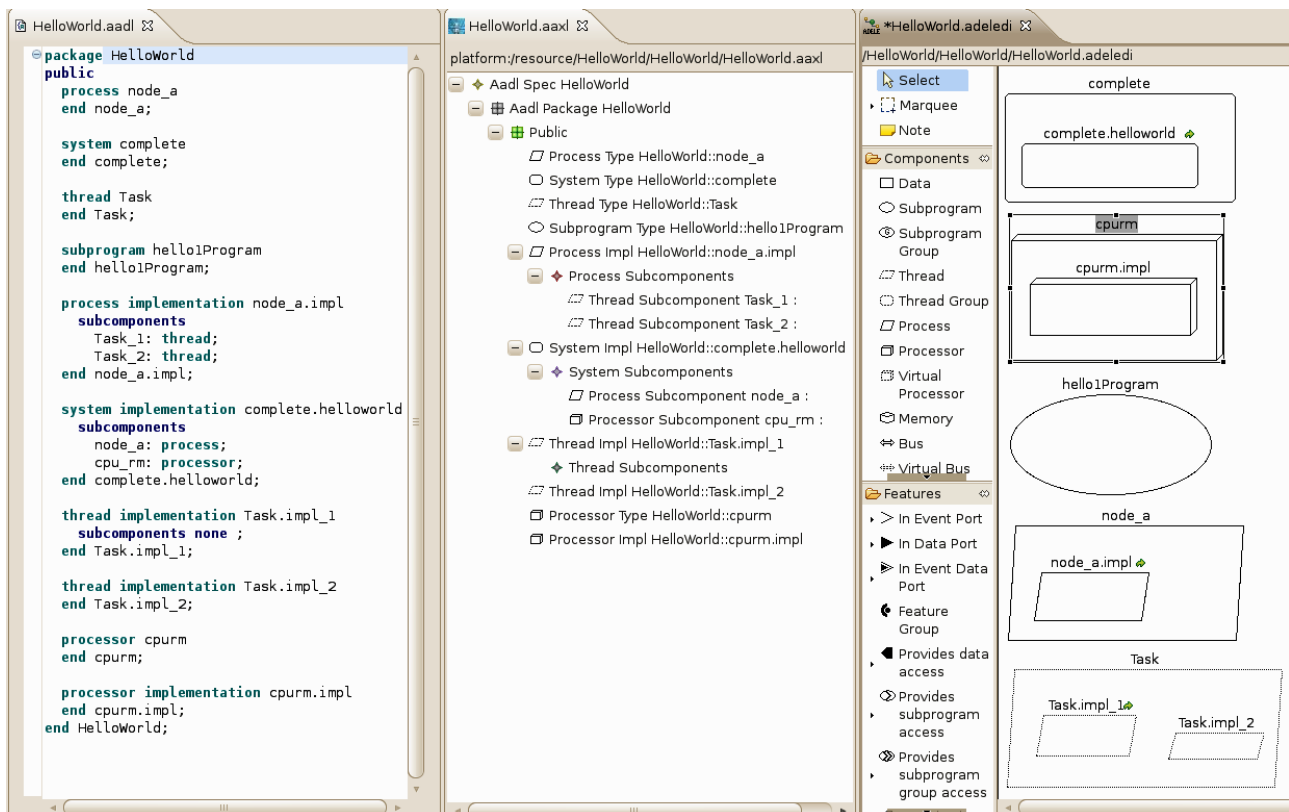 HelloWorld.aadl
package HelloWorld
public
process node_a
end node_a;
system complete
end complete;
thread Task
end Task;
subprogram hello1Program
end hello1Program;
process implementation node_a.impl
subcomponents
Task_1: thread;
Task_2: thread;
end node_a.impl;
system implementation complete.helloworld
subcomponents
node_a: process;
cpu_rm: processor;
end complete.helloworld;
thread implementation Task.impl_1
subcomponents none ;
end Task.impl_1;
thread implementation Task.impl_2
end Task.impl_2;
processor cpurm
end cpurm;
processor implementation cpurm.impl
end cpurm.impl;
end HelloWorld;
HelloWorld.aaxl
platform:/resource/HelloWorld/HelloWorld/HelloWorld.aaxl
Aadl Spec HelloWorld
Aadl Package HelloWorld
Public
Process Type HelloWorld::node_a
System Type HelloWorld::complete
Thread Type HelloWorld::Task
Subprogram Type HelloWorld::hello1Program
Process Impl HelloWorld::node_a.impl
Process Subcomponents
Thread Subcomponent Task_1 :
Thread Subcomponent Task_2 :
System Impl HelloWorld::complete.helloworld
System Subcomponents
Process Subcomponent node_a :
Processor Subcomponent cpu_rm :
Thread Impl HelloWorld::Task.impl_1
Thread Subcomponents
Thread Impl HelloWorld::Task.impl_2
Processor Type HelloWorld::cpurm
Processor Impl HelloWorld::cpurm.impl
ADELE *HelloWorld.adeledi
/HelloWorld/HelloWorld/HelloWorld.adeledi
Select
Marquee
Note
Components
Data
Subprogram
Subprogram
Group
Thread
Thread Group
Process
Processor
Virtual
Processor
Memory
Bus
Virtual Bus
Features
In Event Port
In Data Port
In Event Data
Port
Feature
Group
Provides data
access
Provides
subprogram
access
Provides
subprogram
group access
complete
complete.helloworld
cpurm
cpurm.impl
hello1Program
node_a
node_a.impl
Task
Task.impl_1
Task.impl_2